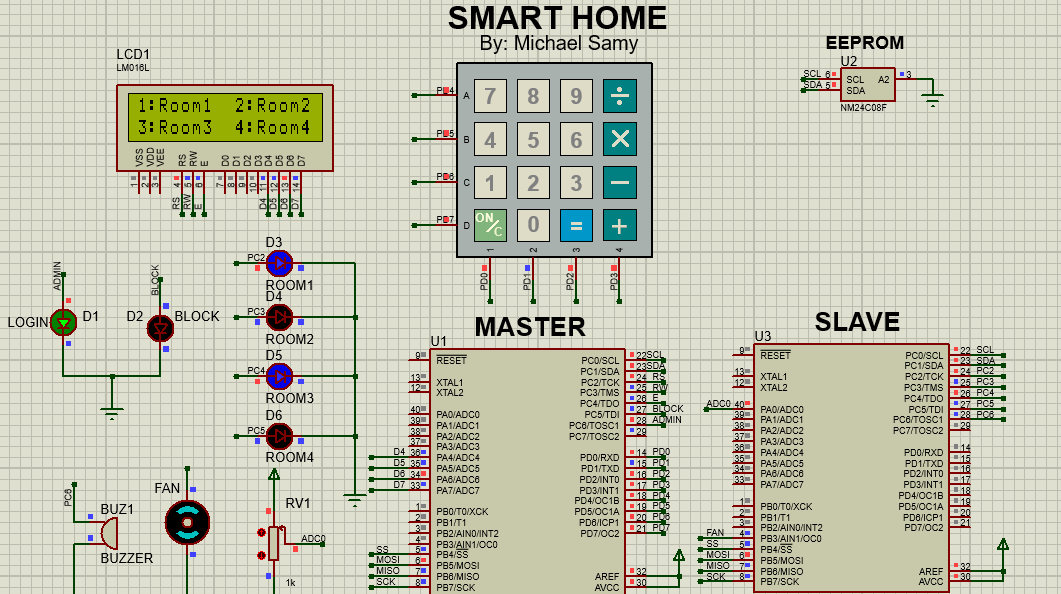 SMART HOME
By: Michael Samy
EEPROM
U2
SCL 6 SCL A2 3
SDA 5 SDA
NM24C08F
LCD1
LM016L
1:Room1 2:Room2
3:Room3 4:Room4
VSS VDD VEE RS RW E D0 D1 D2 D3 D4 D5 D6 D7
1 2 3 4 5 6 7 8 9 10 11 12 13 14
RS RW E D4 D5 D6 D7
PD4 A 7 8 9 ÷
PD5 B 4 5 6 ×
PD6 C 1 2 3 −
PD7 D ON/C 0 = +
1 2 3 4
PD0 PD1 PD2 PD3
ADMIN
BLOCK
LOGIN D1
D2 BLOCK
D3
PC2
ROOM1
D4
PC3
ROOM2
D5
PC4
ROOM3
D6
PC5
ROOM4
PC6
BUZ1
BUZZER
FAN
RV1
ADC0
1k
MASTER
U1
9 RESET PC0/SCL 22 SCL
PC1/SDA 23 SDA
13 XTAL1 PC2/TCK 24 RS
12 XTAL2 PC3/TMS 25 RW
PC4/TDO 26 E
40 PA0/ADC0 PC5/TDI 27 BLOCK
39 PA1/ADC1 PC6/TOSC1 28 ADMIN
38 PA2/ADC2 PC7/TOSC2 29
37 PA3/ADC3
D4 36 PA4/ADC4 PD0/RXD 14 PD0
D5 35 PA5/ADC5 PD1/TXD 15 PD1
D6 34 PA6/ADC6 PD2/INT0 16 PD2
D7 33 PA7/ADC7 PD3/INT1 17 PD3
PD4/OC1B 18 PD4
1 PB0/T0/XCK PD5/OC1A 19 PD5
2 PB1/T1 PD6/ICP1 20 PD6
3 PB2/AIN0/INT2 PD7/OC2 21 PD7
4 PB3/AIN1/OC0
SS 5 PB4/SS
MOSI 6 PB5/MOSI
MISO 7 PB6/MISO AREF 32
SCK 8 PB7/SCK AVCC 30
SLAVE
U3
9 RESET PC0/SCL 22 SCL
PC1/SDA 23 SDA
13 XTAL1 PC2/TCK 24 PC2
12 XTAL2 PC3/TMS 25 PC3
PC4/TDO 26 PC4
ADC0 40 PA0/ADC0 PC5/TDI 27 PC5
39 PA1/ADC1 PC6/TOSC1 28 PC6
38 PA2/ADC2 PC7/TOSC2 29
37 PA3/ADC3
36 PA4/ADC4 PD0/RXD 14
35 PA5/ADC5 PD1/TXD 15
34 PA6/ADC6 PD2/INT0 16
33 PA7/ADC7 PD3/INT1 17
PD4/OC1B 18
1 PB0/T0/XCK PD5/OC1A 19
2 PB1/T1 PD6/ICP1 20
3 PB2/AIN0/INT2 PD7/OC2 21
FAN 4 PB3/AIN1/OC0
SS 5 PB4/SS
MOSI 6 PB5/MOSI
MISO 7 PB6/MISO AREF 32
SCK 8 PB7/SCK AVCC 30